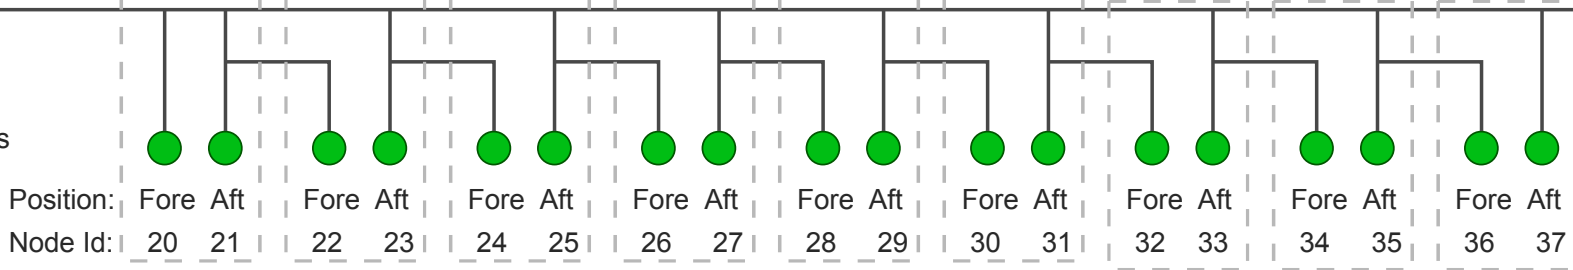 s
Position: Fore Aft Fore Aft Fore Aft Fore Aft Fore Aft Fore Aft Fore Aft Fore Aft Fore Aft
Node Id: 20 21 22 23 24 25 26 27 28 29 30 31 32 33 34 35 36 37